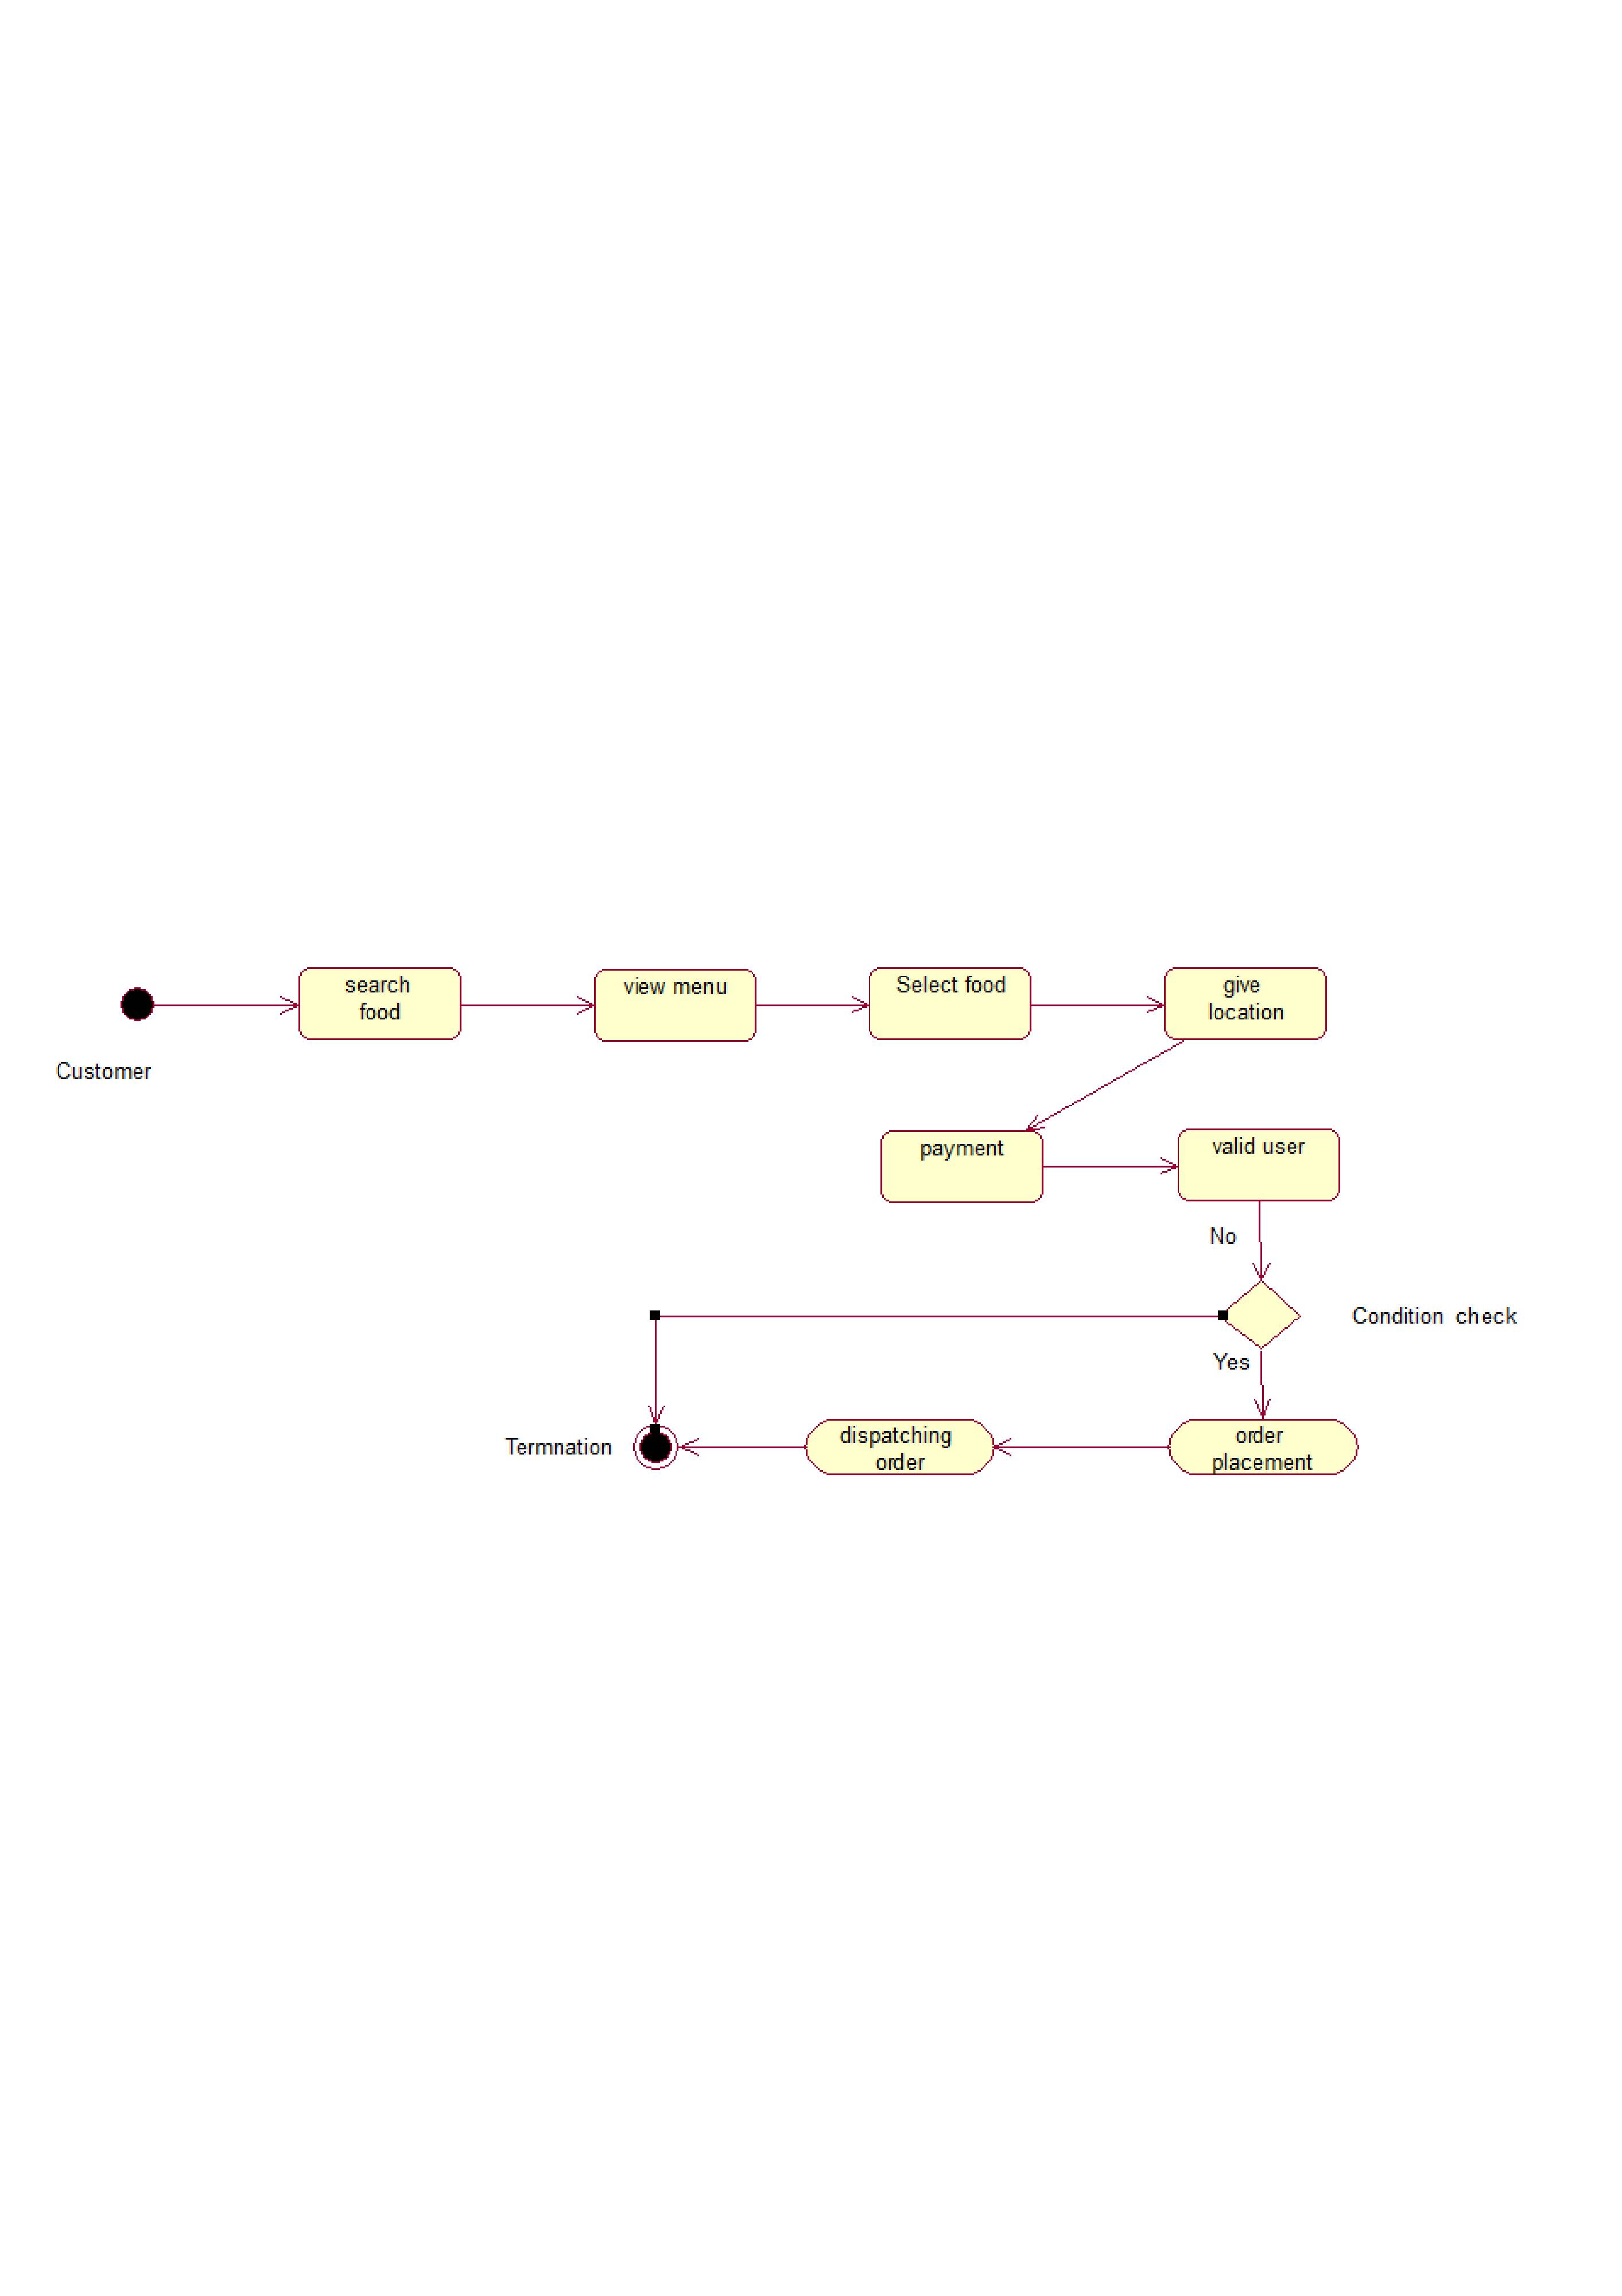 search
food
view menu
Select food
give
location
Customer
payment
valid user
No
Condition check
Yes
Termnation
dispatching
order
order
placement